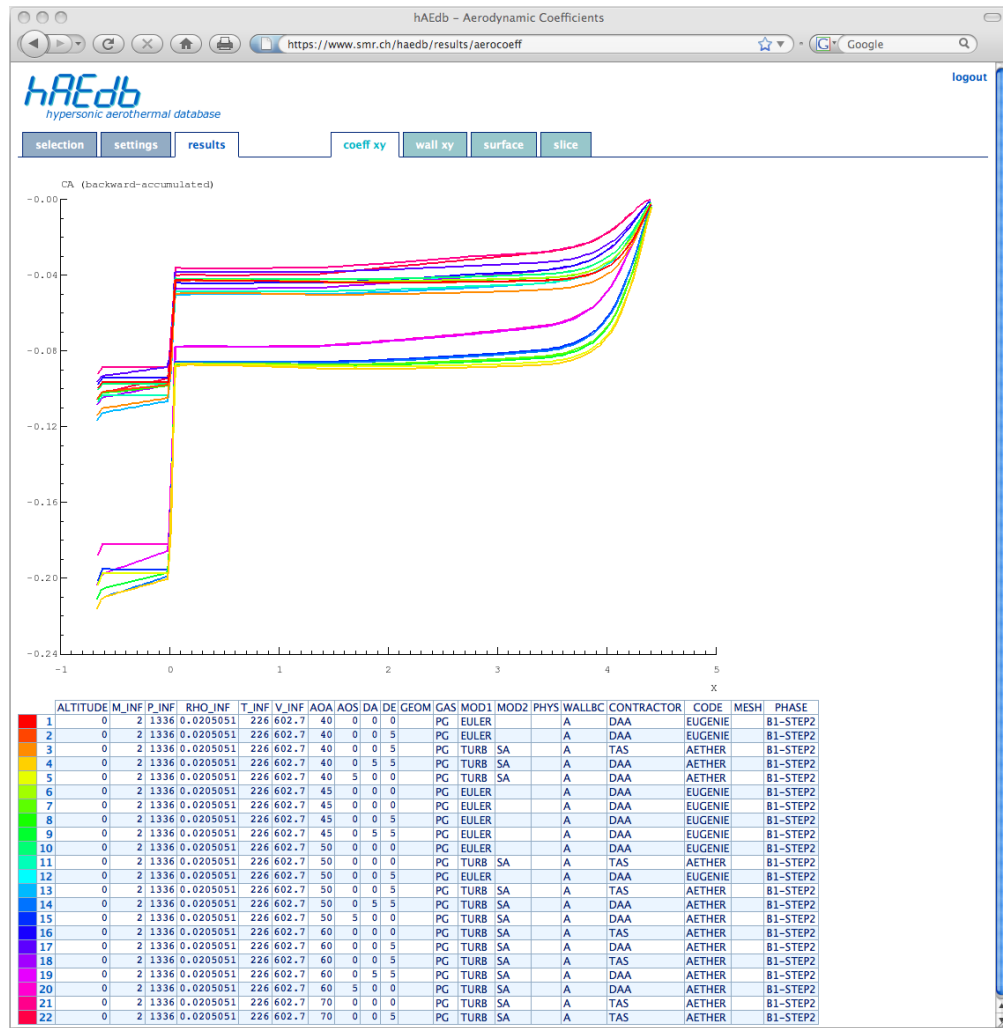 hAEdb – Aerodynamic Coefficients
https://www.smr.ch/haedb/results/aerocoeff
G Google
hAEdb
hypersonic aerothermal database
logout
selection settings results coeff xy wall xy surface slice
CA (backward-accumulated)
-0.00
-0.04
-0.08
-0.12
-0.16
-0.20
-0.24
-1 0 1 2 3 4 5
X
ALTITUDE M_INF P_INF RHO_INF T_INF V_INF AOA AOS DA DE GEOM GAS MOD1 MOD2 PHYS WALLBC CONTRACTOR CODE MESH PHASE
1 0 2 1336 0.0205051 226 602.7 40 0 0 0 PG EULER A DAA EUGENIE B1-STEP2
2 0 2 1336 0.0205051 226 602.7 40 0 0 5 PG EULER A DAA EUGENIE B1-STEP2
3 0 2 1336 0.0205051 226 602.7 40 0 0 5 PG TURB SA A TAS AETHER B1-STEP2
4 0 2 1336 0.0205051 226 602.7 40 0 5 5 PG TURB SA A DAA AETHER B1-STEP2
5 0 2 1336 0.0205051 226 602.7 40 5 0 0 PG TURB SA A DAA AETHER B1-STEP2
6 0 2 1336 0.0205051 226 602.7 45 0 0 0 PG EULER A DAA EUGENIE B1-STEP2
7 0 2 1336 0.0205051 226 602.7 45 0 0 5 PG EULER A DAA EUGENIE B1-STEP2
8 0 2 1336 0.0205051 226 602.7 45 0 0 5 PG EULER A DAA EUGENIE B1-STEP2
9 0 2 1336 0.0205051 226 602.7 45 0 5 5 PG EULER A DAA EUGENIE B1-STEP2
10 0 2 1336 0.0205051 226 602.7 50 0 0 0 PG EULER A DAA EUGENIE B1-STEP2
11 0 2 1336 0.0205051 226 602.7 50 0 0 0 PG TURB SA A TAS AETHER B1-STEP2
12 0 2 1336 0.0205051 226 602.7 50 0 0 5 PG EULER A DAA EUGENIE B1-STEP2
13 0 2 1336 0.0205051 226 602.7 50 0 0 5 PG TURB SA A TAS AETHER B1-STEP2
14 0 2 1336 0.0205051 226 602.7 50 0 5 5 PG TURB SA A DAA AETHER B1-STEP2
15 0 2 1336 0.0205051 226 602.7 50 5 0 0 PG TURB SA A DAA AETHER B1-STEP2
16 0 2 1336 0.0205051 226 602.7 60 0 0 0 PG TURB SA A TAS AETHER B1-STEP2
17 0 2 1336 0.0205051 226 602.7 60 0 0 5 PG TURB SA A DAA AETHER B1-STEP2
18 0 2 1336 0.0205051 226 602.7 60 0 0 5 PG TURB SA A TAS AETHER B1-STEP2
19 0 2 1336 0.0205051 226 602.7 60 0 5 5 PG TURB SA A DAA AETHER B1-STEP2
20 0 2 1336 0.0205051 226 602.7 60 5 0 0 PG TURB SA A DAA AETHER B1-STEP2
21 0 2 1336 0.0205051 226 602.7 70 0 0 0 PG TURB SA A TAS AETHER B1-STEP2
22 0 2 1336 0.0205051 226 602.7 70 0 0 5 PG TURB SA A TAS AETHER B1-STEP2